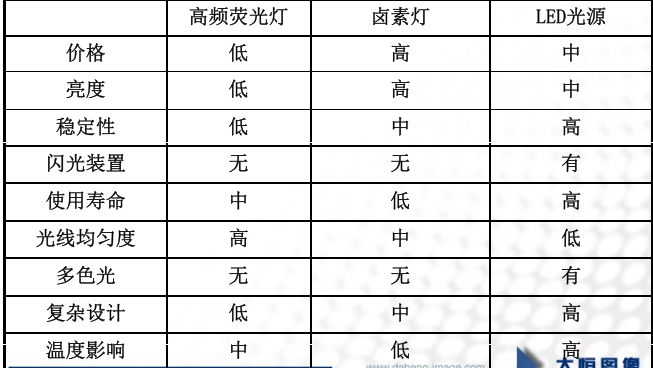 高频荧光灯 卤素灯 LED光源
价格 低 高 中
亮度 低 高 中
稳定性 低 中 高
闪光装置 无 无 有
使用寿命 中 低 高
光线均匀度 高 中 低
多色光 无 无 有
复杂设计 低 中 高
温度影响 中 低 高
www.daheng-image.com 大恒图像